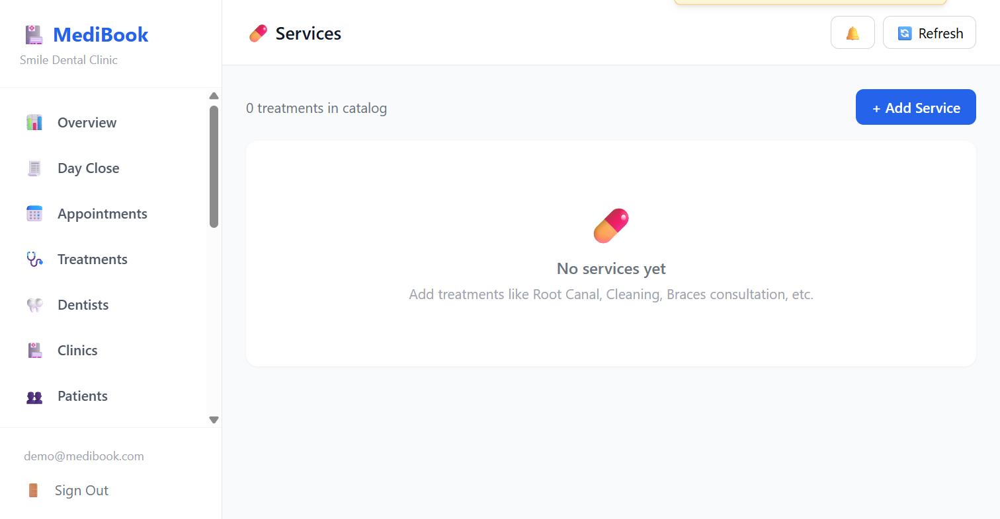 MediBook
Smile Dental Clinic
Overview
Day Close
Appointments
Treatments
Dentists
Clinics
Patients
demo@medibook.com
Sign Out
Services
Refresh
0 treatments in catalog
+ Add Service
No services yet
Add treatments like Root Canal, Cleaning, Braces consultation, etc.